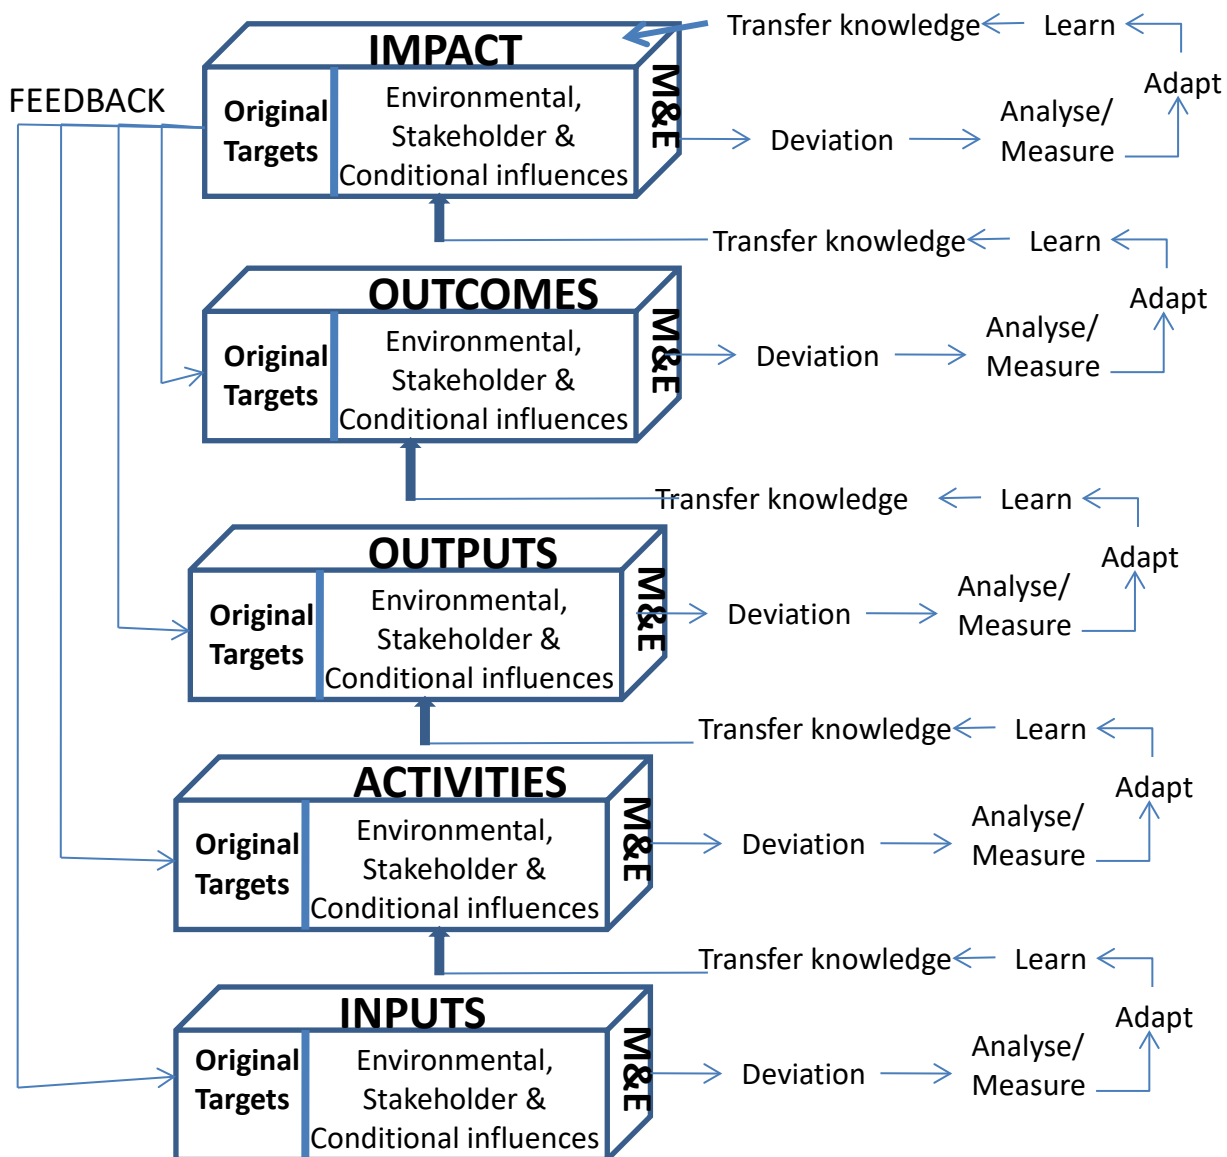 Transfer knowledge
Learn
IMPACT
FEEDBACK
Original
Targets
Environmental,
Stakeholder &
Conditional influences
M&E
Deviation
Analyse/
Measure
Adapt
Transfer knowledge
Learn
OUTCOMES
Original
Targets
Environmental,
Stakeholder &
Conditional influences
M&E
Deviation
Analyse/
Measure
Adapt
Transfer knowledge
Learn
OUTPUTS
Original
Targets
Environmental,
Stakeholder &
Conditional influences
M&E
Deviation
Analyse/
Measure
Adapt
Transfer knowledge
Learn
ACTIVITIES
Original
Targets
Environmental,
Stakeholder &
Conditional influences
M&E
Deviation
Analyse/
Measure
Adapt
Transfer knowledge
Learn
INPUTS
Original
Targets
Environmental,
Stakeholder &
Conditional influences
M&E
Deviation
Analyse/
Measure
Adapt